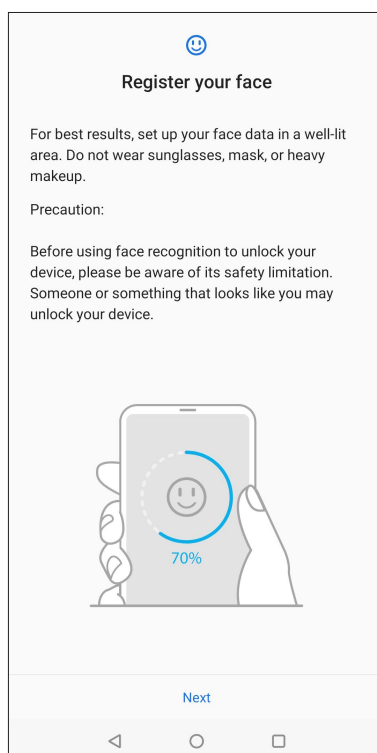 Register your face
For best results, set up your face data in a well-lit
area. Do not wear sunglasses, mask, or heavy
makeup.
Precaution:
Before using face recognition to unlock your
device, please be aware of its safety limitation.
Someone or something that looks like you may
unlock your device.
70%
Next